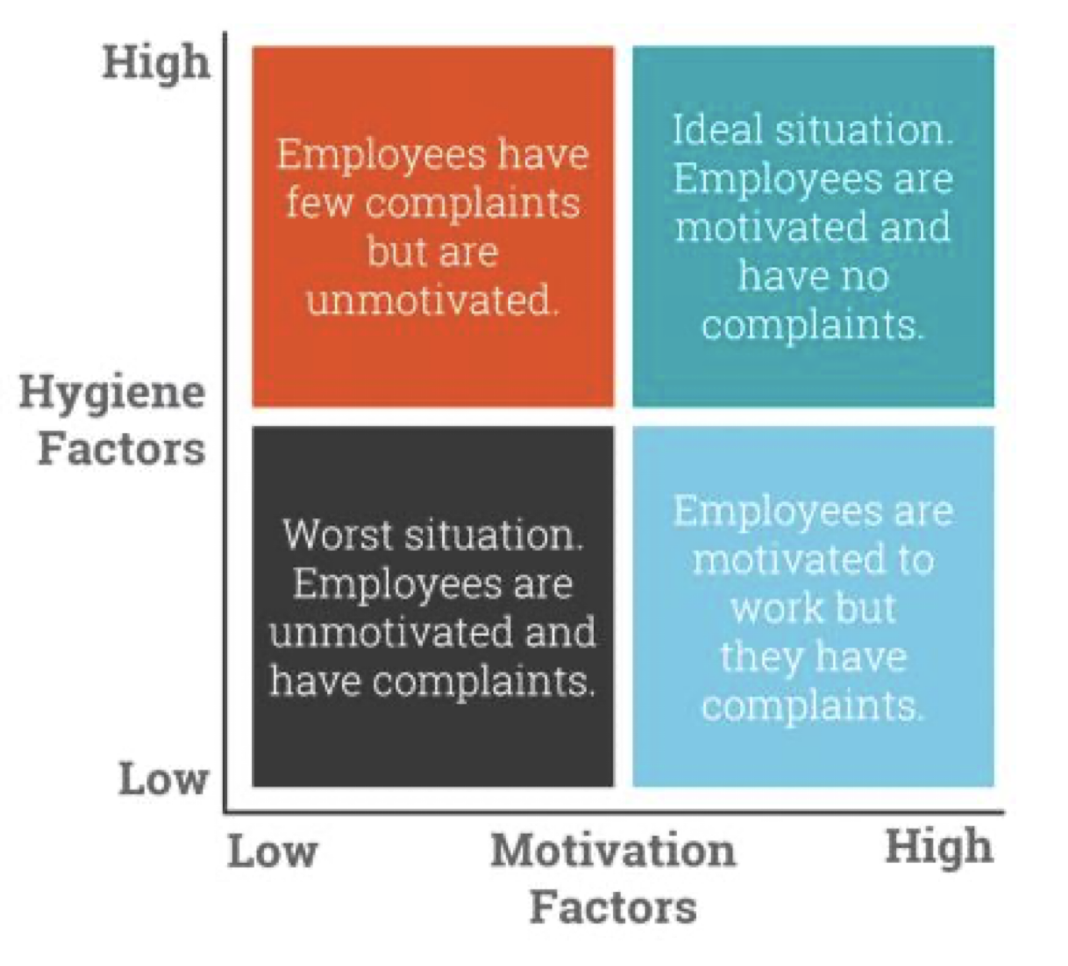 High
Employees have
few complaints
but are
unmotivated.
Ideal situation.
Employees are
motivated and
have no
complaints.
Hygiene
Factors
Worst situation.
Employees are
unmotivated and
have complaints.
Employees are
motivated to
work but
they have
complaints.
Low
Low
Motivation
Factors
High